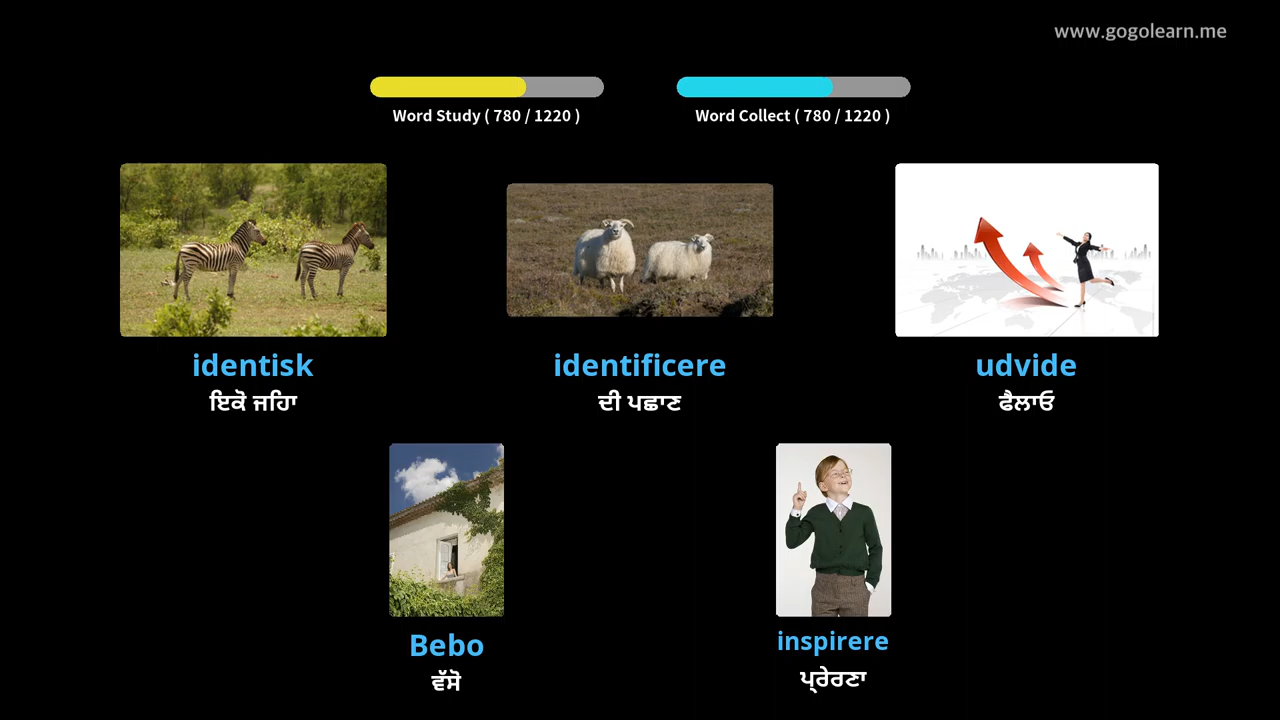 www.gogolearn.me
Word Study ( 780 / 1220 )
Word Collect ( 780 / 1220 )
identisk
identificere
udvide
ਇਕੋ ਜਹਿਾ
ਦੀ ਪਛਾਣ
ਫੈਲਾਓ
Bebo
inspirere
ਵੱਸੋ
ਪ੍ਰੇਰਣਾ